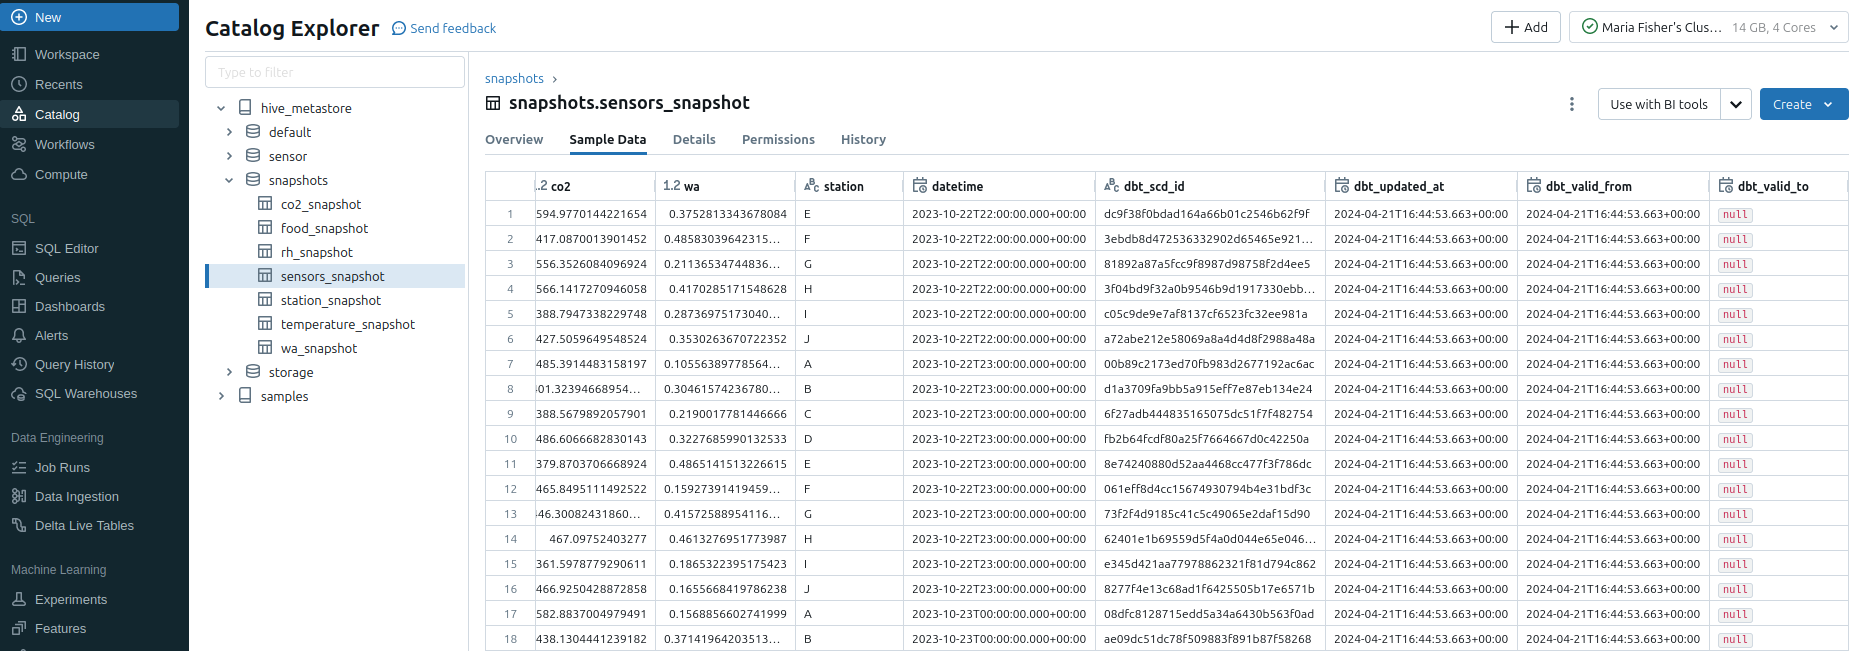 New
Workspace
Recents
Catalog
Workflows
Compute
SQL
SQL Editor
Queries
Dashboards
Alerts
Query History
SQL Warehouses
Data Engineering
Job Runs
Data Ingestion
Delta Live Tables
Machine Learning
Experiments
Features
Catalog Explorer Send feedback
Add Maria Fisher's Clus... 14 GB, 4 Cores
Type to filter
hive_metastore
default
sensor
snapshots
co2_snapshot
food_snapshot
rh_snapshot
sensors_snapshot
station_snapshot
temperature_snapshot
wa_snapshot
storage
samples
snapshots ›
snapshots.sensors_snapshot
Use with BI tools Create
Overview Sample Data Details Permissions History
.2 co2 1.2 wa station datetime dbt_scd_id dbt_updated_at dbt_valid_from dbt_valid_to
1 594.9770144221654 0.3752813343678084 E 2023-10-22T22:00:00.000+00:00 dc9f38f0bdad164a66b01c2546b62f9f 2024-04-21T16:44:53.663+00:00 2024-04-21T16:44:53.663+00:00 null
2 417.0870013901452 0.48583039642315... F 2023-10-22T22:00:00.000+00:00 3ebdb8d472536332902d65465e921... 2024-04-21T16:44:53.663+00:00 2024-04-21T16:44:53.663+00:00 null
3 556.3526084096924 0.21136534744836... G 2023-10-22T22:00:00.000+00:00 81892a87a5fcc9f8987d98758f2d4ee5 2024-04-21T16:44:53.663+00:00 2024-04-21T16:44:53.663+00:00 null
4 566.1417270946058 0.4170285171548628 H 2023-10-22T22:00:00.000+00:00 3f04bd9f32a0b9546b9d1917330ebb... 2024-04-21T16:44:53.663+00:00 2024-04-21T16:44:53.663+00:00 null
5 388.7947338229748 0.28736975173040... I 2023-10-22T22:00:00.000+00:00 c05c9de9e7af8137cf6523fc32ee981a 2024-04-21T16:44:53.663+00:00 2024-04-21T16:44:53.663+00:00 null
6 427.5059649548524 0.3530263670722352 J 2023-10-22T22:00:00.000+00:00 a72abe212e58069a8a4d4d8f2988a48a 2024-04-21T16:44:53.663+00:00 2024-04-21T16:44:53.663+00:00 null
7 485.3914483158197 0.10556389778564... A 2023-10-22T23:00:00.000+00:00 00b89c2173ed70fb983d2677192ac6ac 2024-04-21T16:44:53.663+00:00 2024-04-21T16:44:53.663+00:00 null
8 401.32394668954... 0.30461574236780... B 2023-10-22T23:00:00.000+00:00 d1a3709fa9bb5a915eff7e87eb134e24 2024-04-21T16:44:53.663+00:00 2024-04-21T16:44:53.663+00:00 null
9 388.5679892057901 0.2190017781446666 C 2023-10-22T23:00:00.000+00:00 6f27adb444835165075dc51f7f482754 2024-04-21T16:44:53.663+00:00 2024-04-21T16:44:53.663+00:00 null
10 486.6066682830143 0.3227685990132533 D 2023-10-22T23:00:00.000+00:00 fb2b64fcdf80a25f7664667d0c42250a 2024-04-21T16:44:53.663+00:00 2024-04-21T16:44:53.663+00:00 null
11 379.8703706668924 0.4865141513226615 E 2023-10-22T23:00:00.000+00:00 8e74240880d52aa4468cc477f3f786dc 2024-04-21T16:44:53.663+00:00 2024-04-21T16:44:53.663+00:00 null
12 465.8495111492522 0.15927391419459... F 2023-10-22T23:00:00.000+00:00 061eff8d4cc15674930794b4e31bdf3c 2024-04-21T16:44:53.663+00:00 2024-04-21T16:44:53.663+00:00 null
13 446.30082431860... 0.41572588954116... G 2023-10-22T23:00:00.000+00:00 73f2f4d9185c41c5c49065e2daf15d90 2024-04-21T16:44:53.663+00:00 2024-04-21T16:44:53.663+00:00 null
14 467.09752403277 0.4613276951773987 H 2023-10-22T23:00:00.000+00:00 62401e1b69559d5f4a0d044e65e046... 2024-04-21T16:44:53.663+00:00 2024-04-21T16:44:53.663+00:00 null
15 361.5978779290611 0.1865322395175423 I 2023-10-22T23:00:00.000+00:00 e345d421aa77978862321f81d794c862 2024-04-21T16:44:53.663+00:00 2024-04-21T16:44:53.663+00:00 null
16 466.9250428872858 0.1655668419786238 J 2023-10-22T23:00:00.000+00:00 8277f4e13c68ad1f6425505b17e6571b 2024-04-21T16:44:53.663+00:00 2024-04-21T16:44:53.663+00:00 null
17 582.8837004979491 0.1568856602741999 A 2023-10-23T00:00:00.000+00:00 08dfc8128715edd5a34a6430b563f0ad 2024-04-21T16:44:53.663+00:00 2024-04-21T16:44:53.663+00:00 null
18 438.1304441239182 0.37141964203513... B 2023-10-23T00:00:00.000+00:00 ae09dc51dc78f509883f891b87f58268 2024-04-21T16:44:53.663+00:00 2024-04-21T16:44:53.663+00:00 null